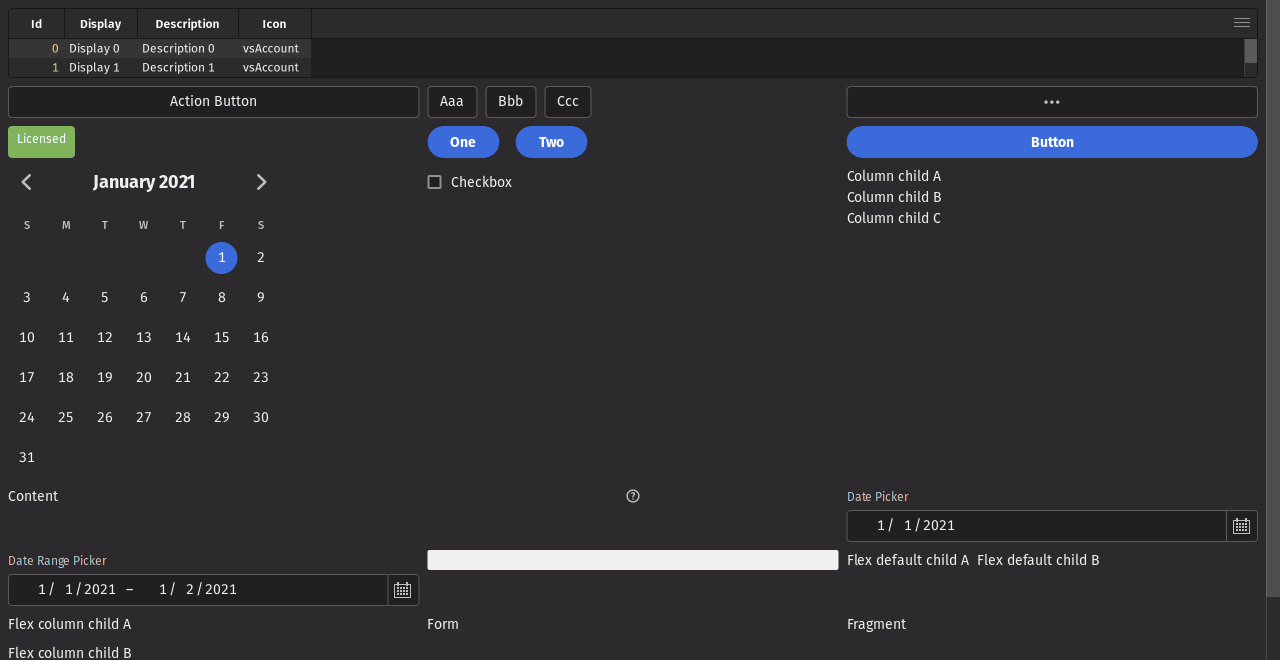 Id Display Description Icon
0 Display 0 Description 0 vsAccount
1 Display 1 Description 1 vsAccount
Action Button Aaa Bbb Ccc
Licensed One Two Button
January 2021 Checkbox Column child A
Column child B
Column child C
S M T W T F S
1 2
3 4 5 6 7 8 9
10 11 12 13 14 15 16
17 18 19 20 21 22 23
24 25 26 27 28 29 30
31
Content Date Picker
1 / 1 / 2021
Date Range Picker Flex default child A Flex default child B
1 / 1 / 2021 – 1 / 2 / 2021
Flex column child A Form Fragment
Flex column child B